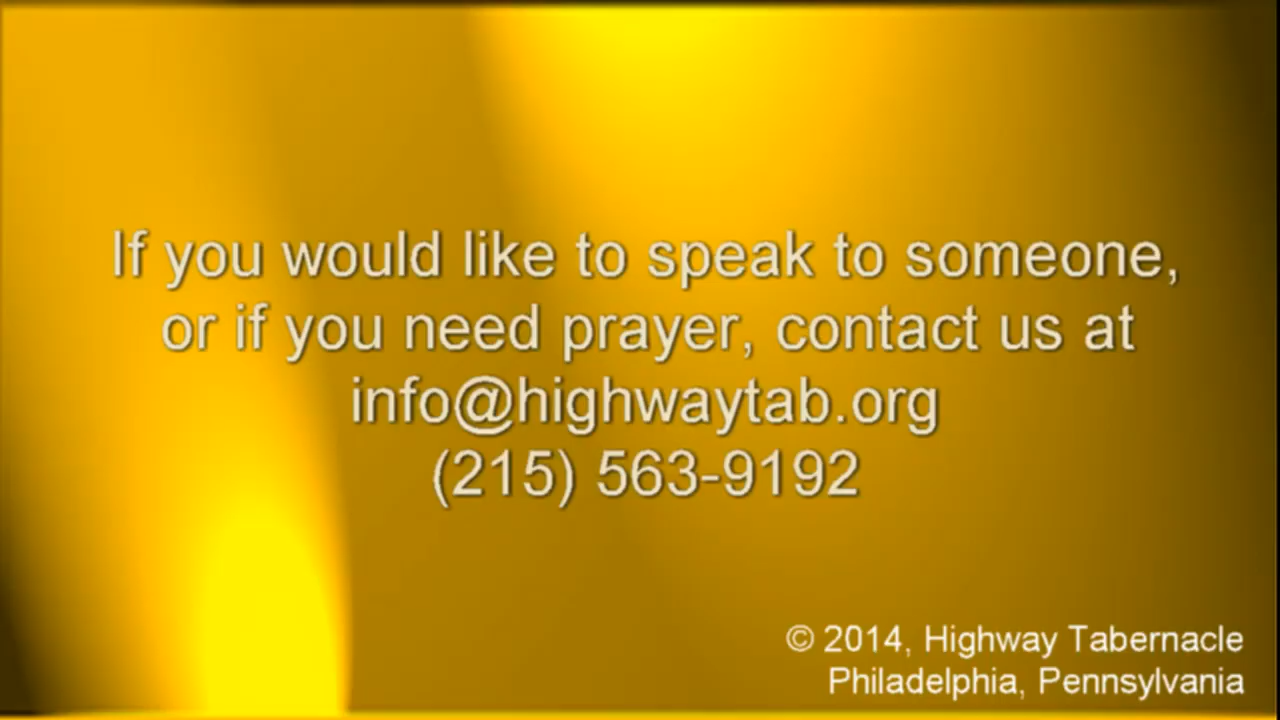 If you would like to speak to someone,
or if you need prayer, contact us at
info@highwaytab.org
(215) 563-9192
© 2014, Highway Tabernacle
Philadelphia, Pennsylvania